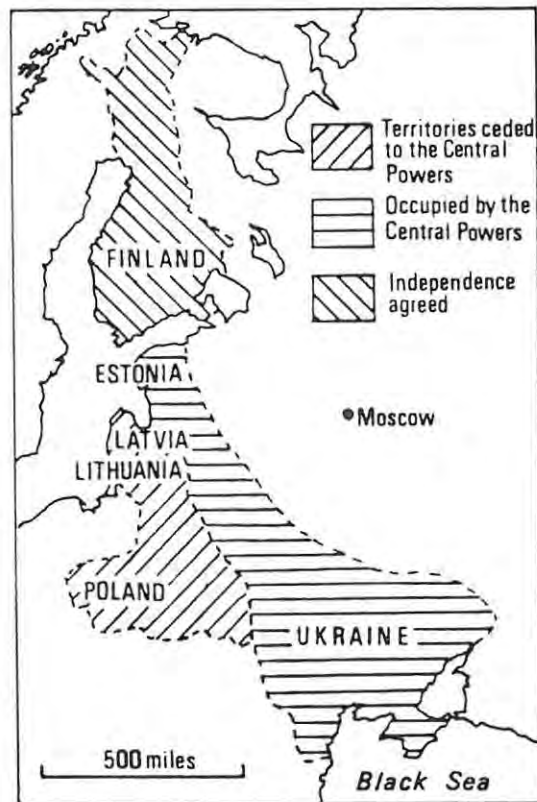 Territories ceded
to the Central
Powers
Occupied by the
Central Powers
FINLAND
Independence
agreed
ESTONIA
Moscow
LATVIA
LITHUANIA
POLAND
UKRAINE
500 miles
Black Sea